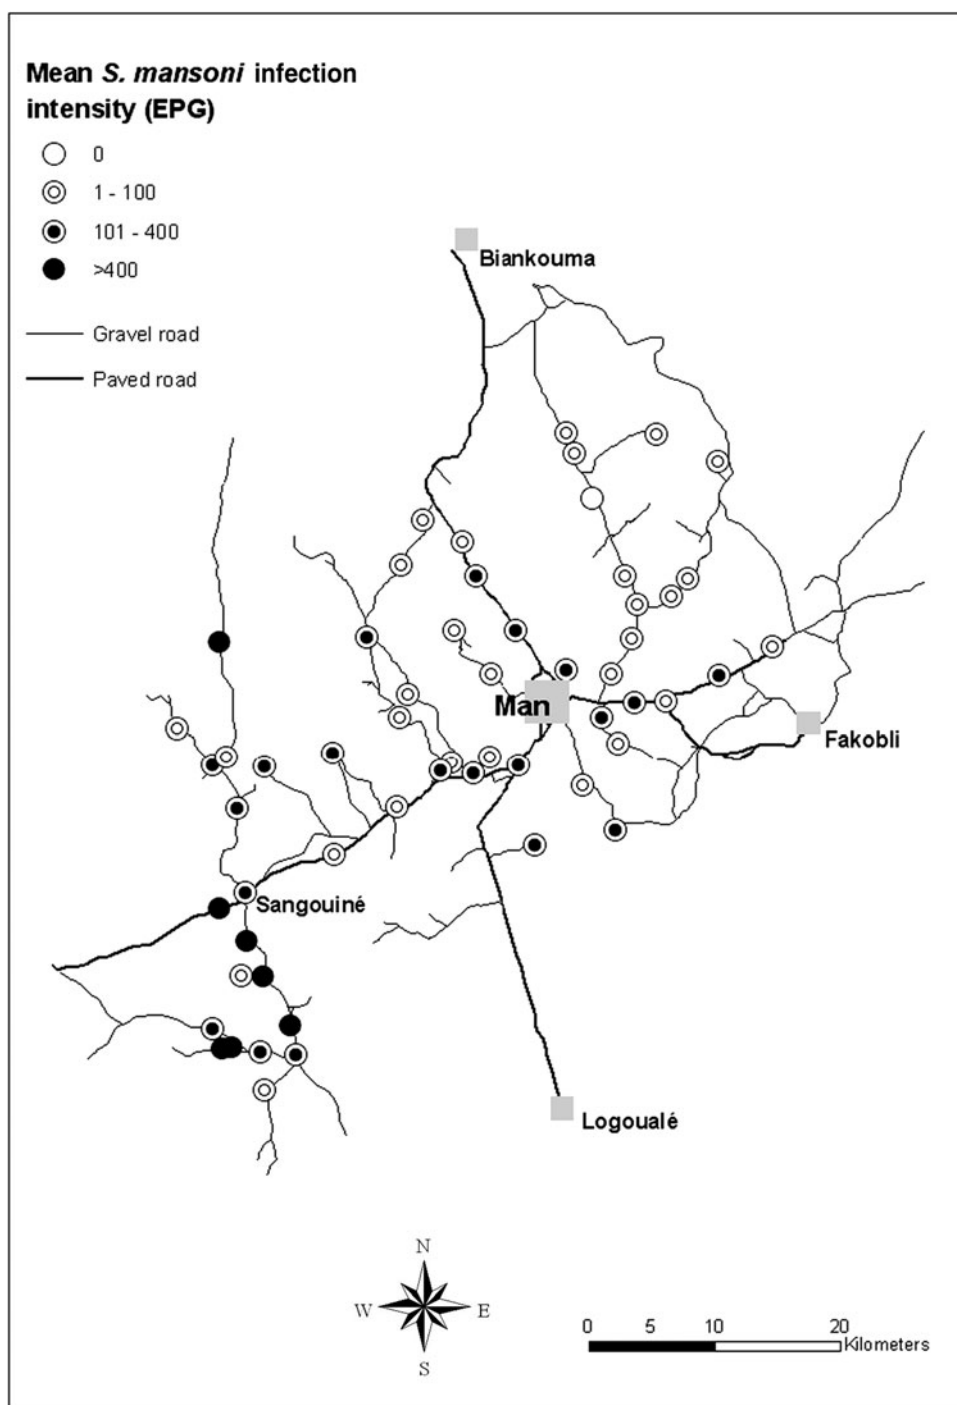 Mean S. mansoni infection
intensity (EPG)
0
1 - 100
101 - 400
>400
Gravel road
Paved road
Biankouma
Man
Fakobli
Sangouiné
Logoualé
N
W E
S
0 5 10 20
Kilometers